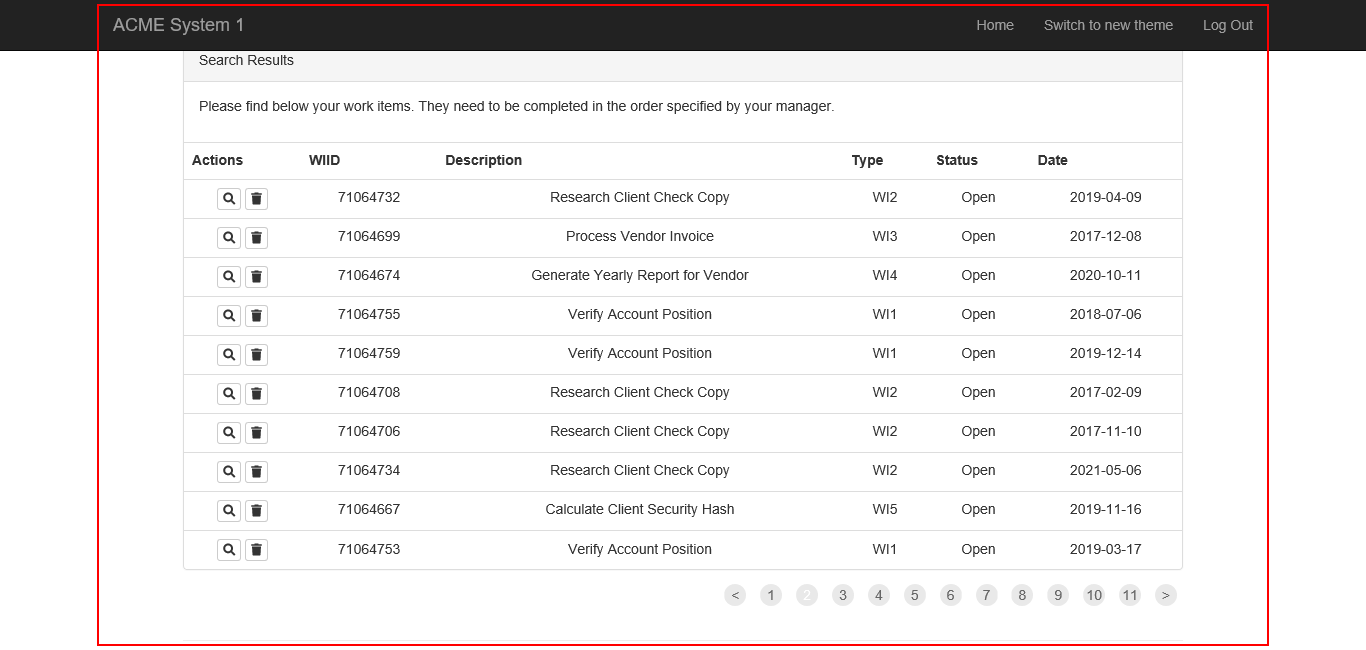 ACME System 1 Home Switch to new theme Log Out
Search Results
Please find below your work items. They need to be completed in the order specified by your manager.
Actions WIID Description Type Status Date
71064732 Research Client Check Copy WI2 Open 2019-04-09
71064699 Process Vendor Invoice WI3 Open 2017-12-08
71064674 Generate Yearly Report for Vendor WI4 Open 2020-10-11
71064755 Verify Account Position WI1 Open 2018-07-06
71064759 Verify Account Position WI1 Open 2019-12-14
71064708 Research Client Check Copy WI2 Open 2017-02-09
71064706 Research Client Check Copy WI2 Open 2017-11-10
71064734 Research Client Check Copy WI2 Open 2021-05-06
71064667 Calculate Client Security Hash WI5 Open 2019-11-16
71064753 Verify Account Position WI1 Open 2019-03-17
< 1 2 3 4 5 6 7 8 9 10 11 >